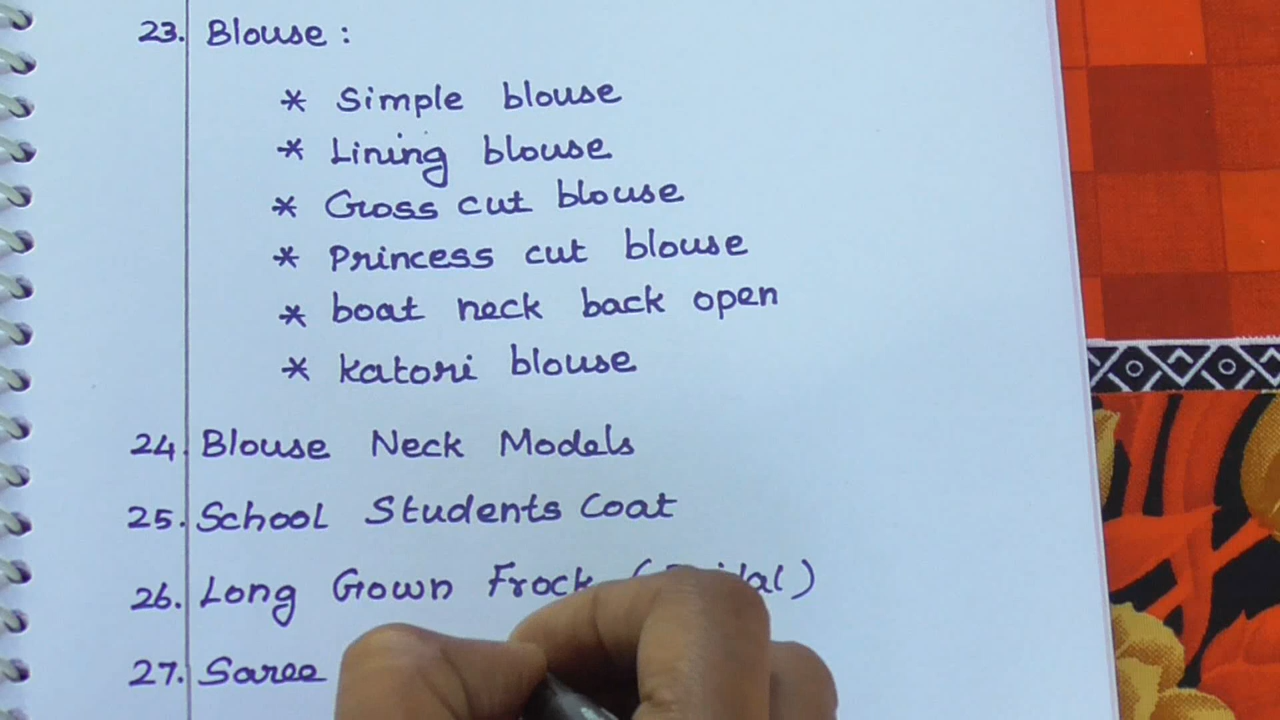 23. Blouse :
* Simple blouse
* Lining blouse
* Cross cut blouse
* Princess cut blouse
* boat neck back open
* katori blouse
24. Blouse Neck Models
25. School Students Coat
26. Long Gown Frock
27. Saree